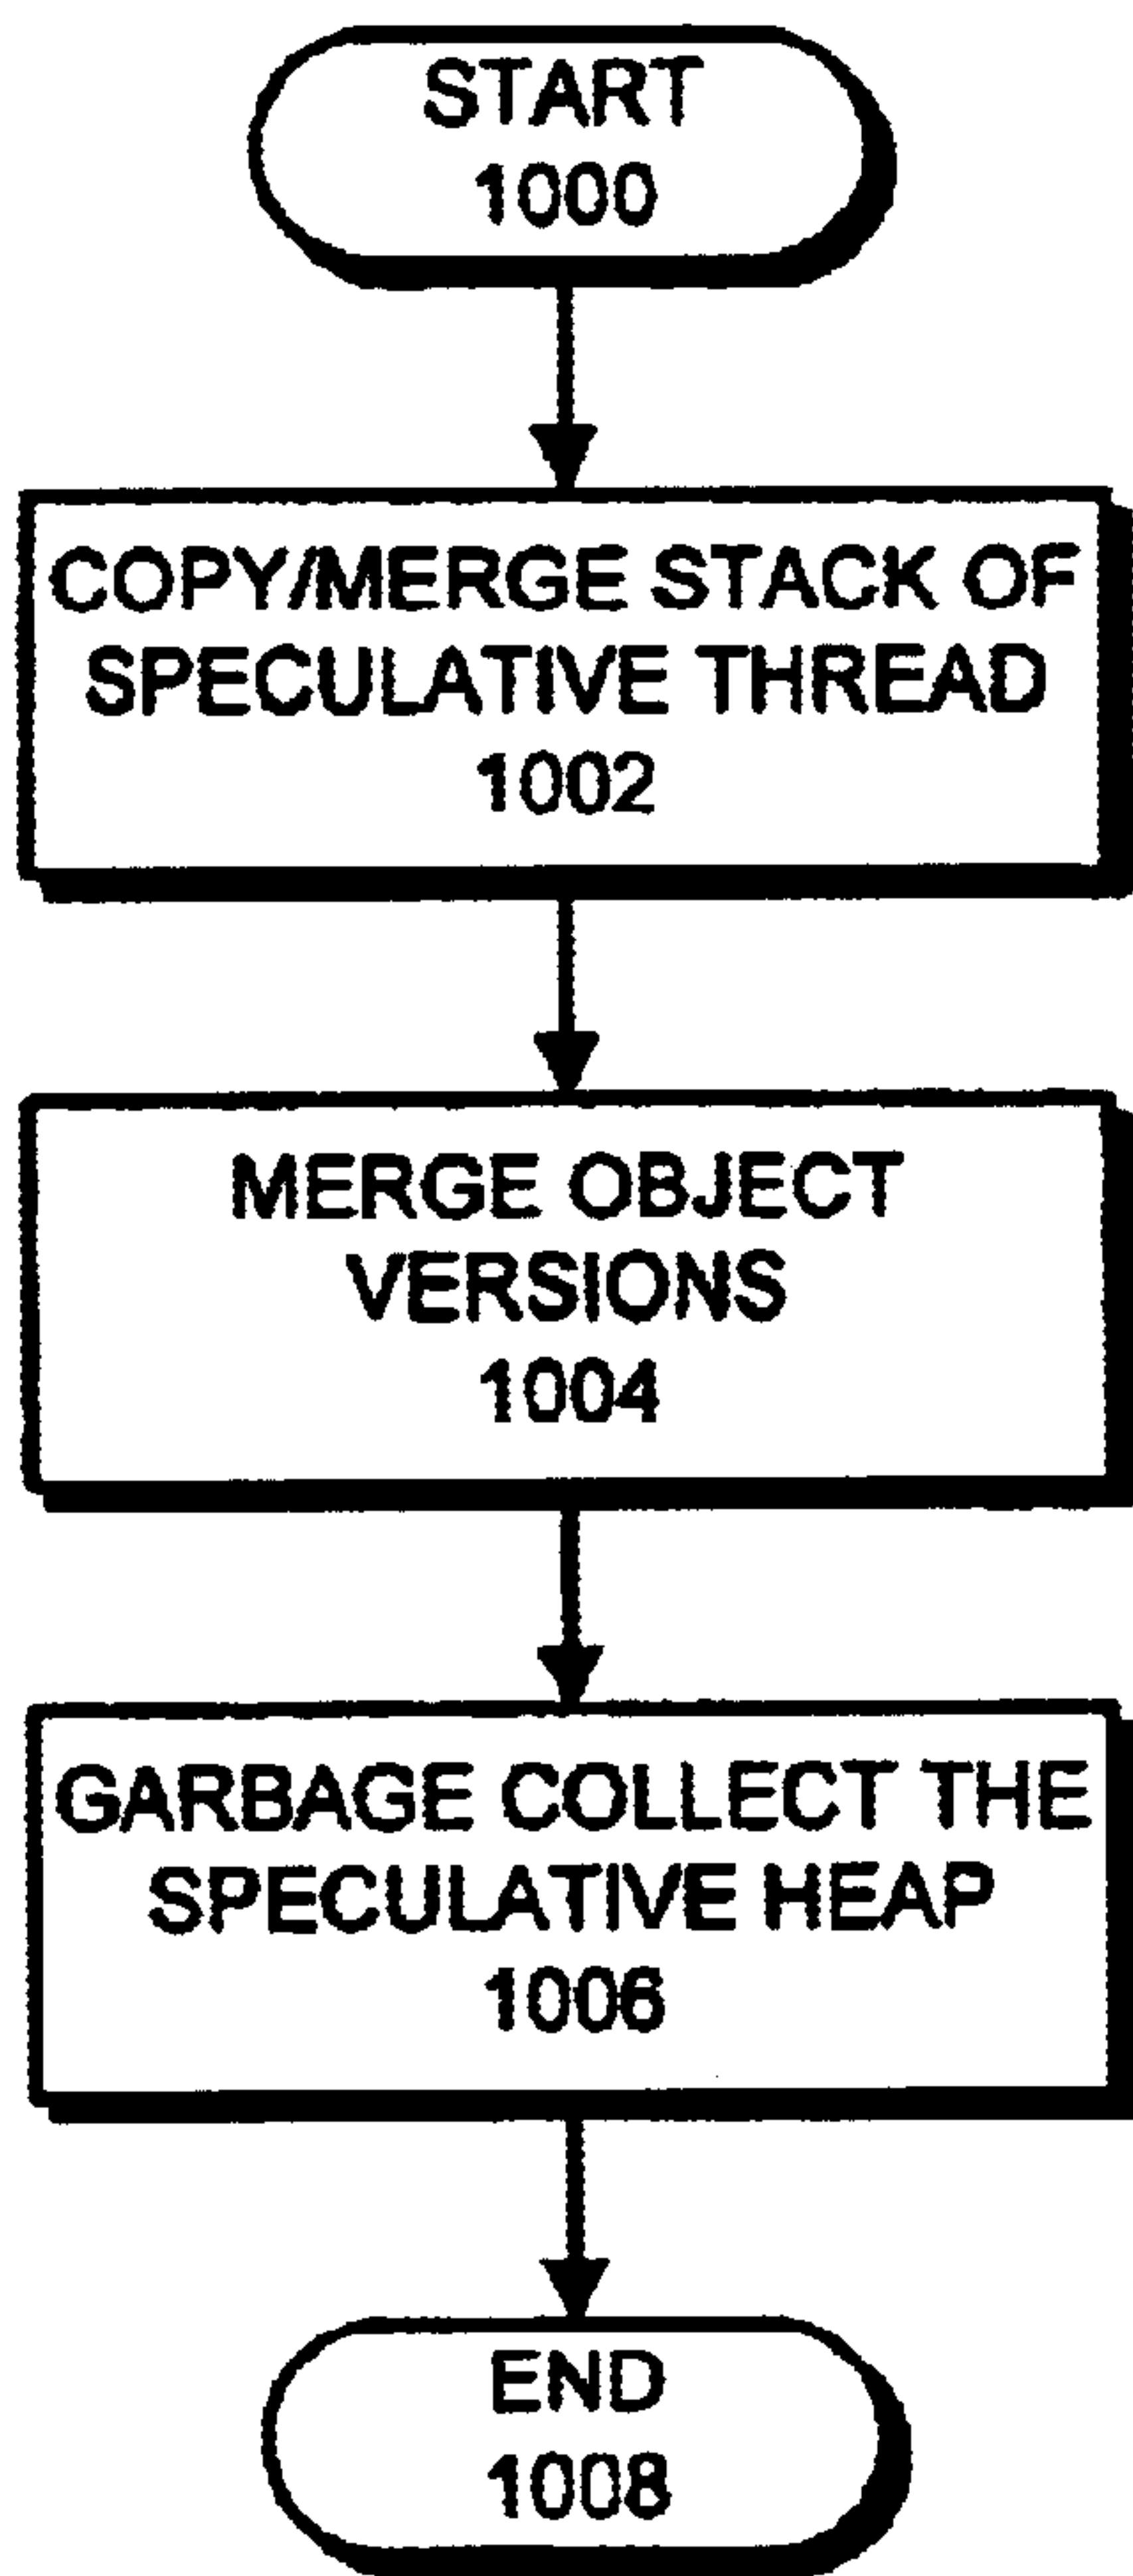 START
1000
COPY/MERGE STACK OF
SPECULATIVE THREAD
1002
MERGE OBJECT
VERSIONS
1004
GARBAGE COLLECT THE
SPECULATIVE HEAP
1006
END
1008